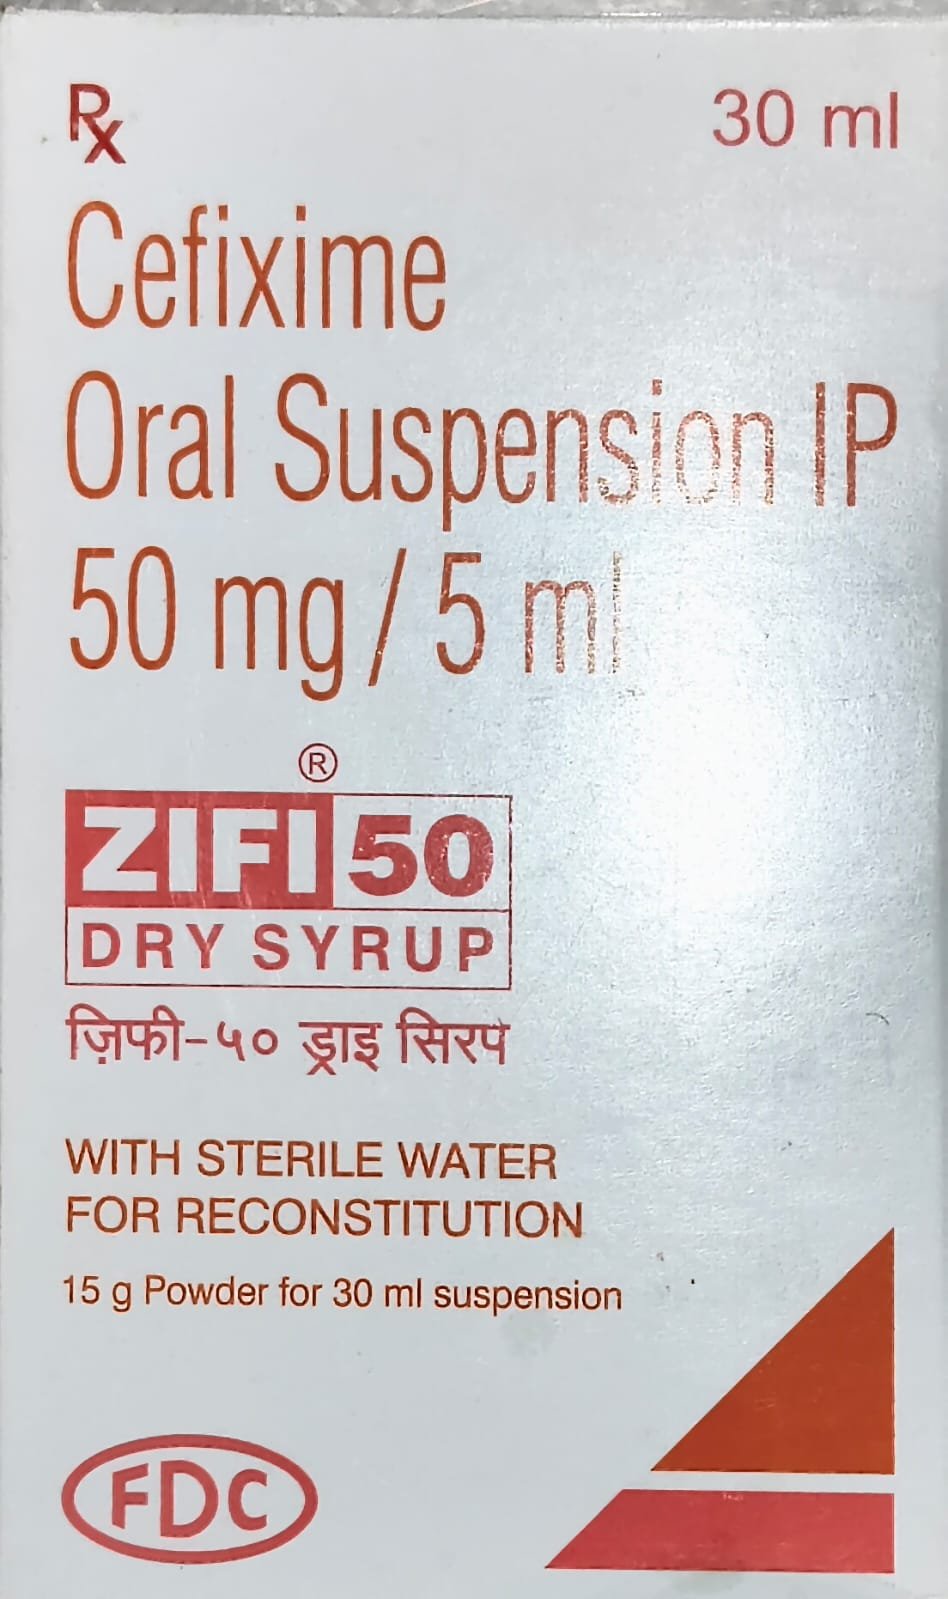 Rx
30 ml
Cefixime
Oral Suspension IP
50 mg / 5 ml
®
ZIFI 50
DRY SYRUP
ज़िफी-५० ड्राइ सिरप
WITH STERILE WATER
FOR RECONSTITUTION
15 g Powder for 30 ml suspension
FDC